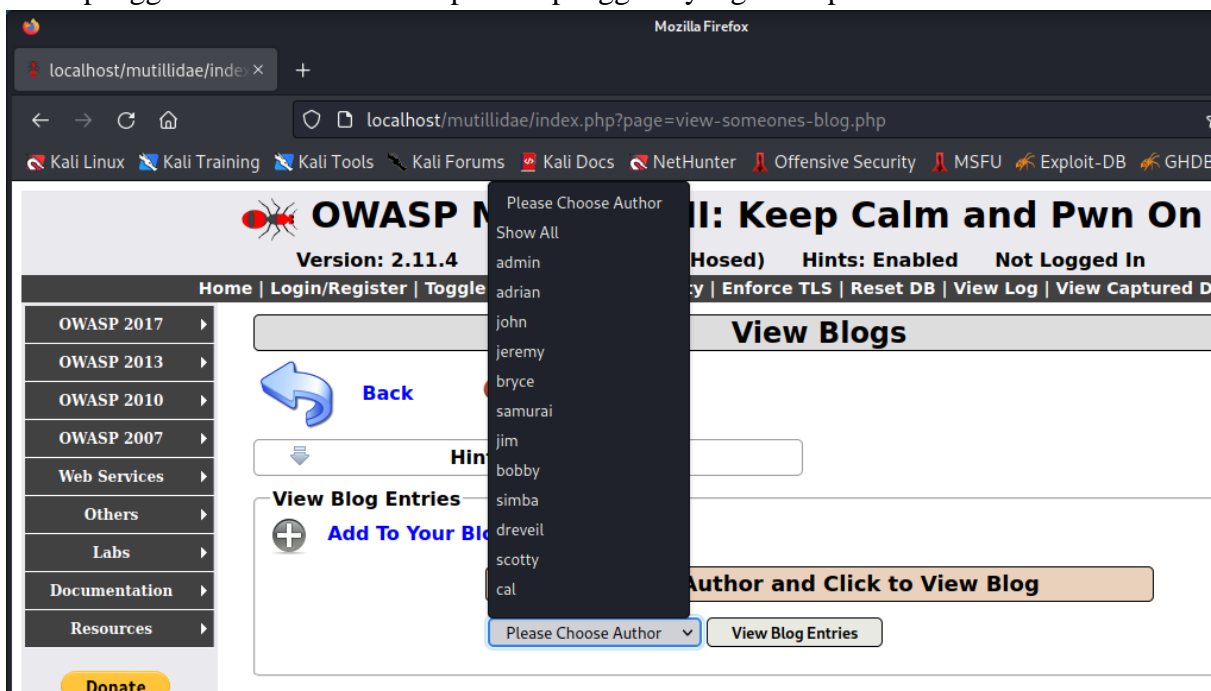 Mozilla Firefox
localhost/mutillidae/index ×
localhost/mutillidae/index.php?page=view-someones-blog.php
Kali Linux Kali Training Kali Tools Kali Forums Kali Docs NetHunter Offensive Security MSFU Exploit-DB GHDB
OWASP M II: Keep Calm and Pwn On
Version: 2.11.4 Hosed) Hints: Enabled Not Logged In
Home | Login/Register | Toggle y | Enforce TLS | Reset DB | View Log | View Captured D
Please Choose Author
Show All
admin
adrian
john
jeremy
bryce
samurai
jim
bobby
simba
dreveil
scotty
cal
OWASP 2017
OWASP 2013
OWASP 2010
OWASP 2007
Web Services
Others
Labs
Documentation
Resources
Donate
View Blogs
Back
Hin
View Blog Entries
Add To Your Blo
Author and Click to View Blog
Please Choose Author View Blog Entries